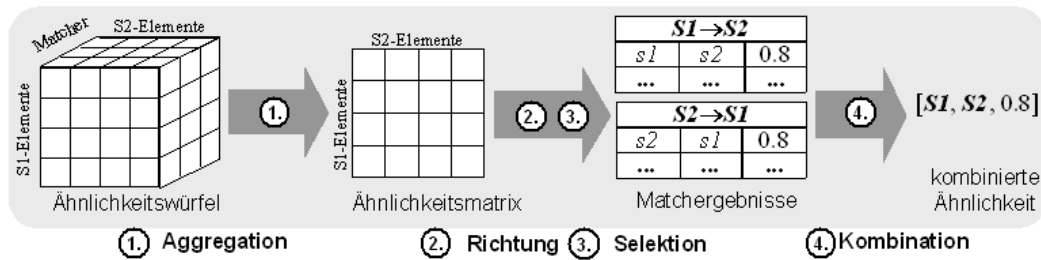 Matcher
S2-Elemente
S1-Elemente
Ähnlichkeitswürfel
1.
S2-Elemente
S1-Elemente
Ähnlichkeitsmatrix
2. 3.
S1→S2
s1 s2 0.8
... ... ...
S2→S1
s2 s1 0.8
... ... ...
Matchergebnisse
4.
[S1, S2, 0.8]
kombinierte
Ähnlichkeit
1. Aggregation 2. Richtung 3. Selektion 4. Kombination